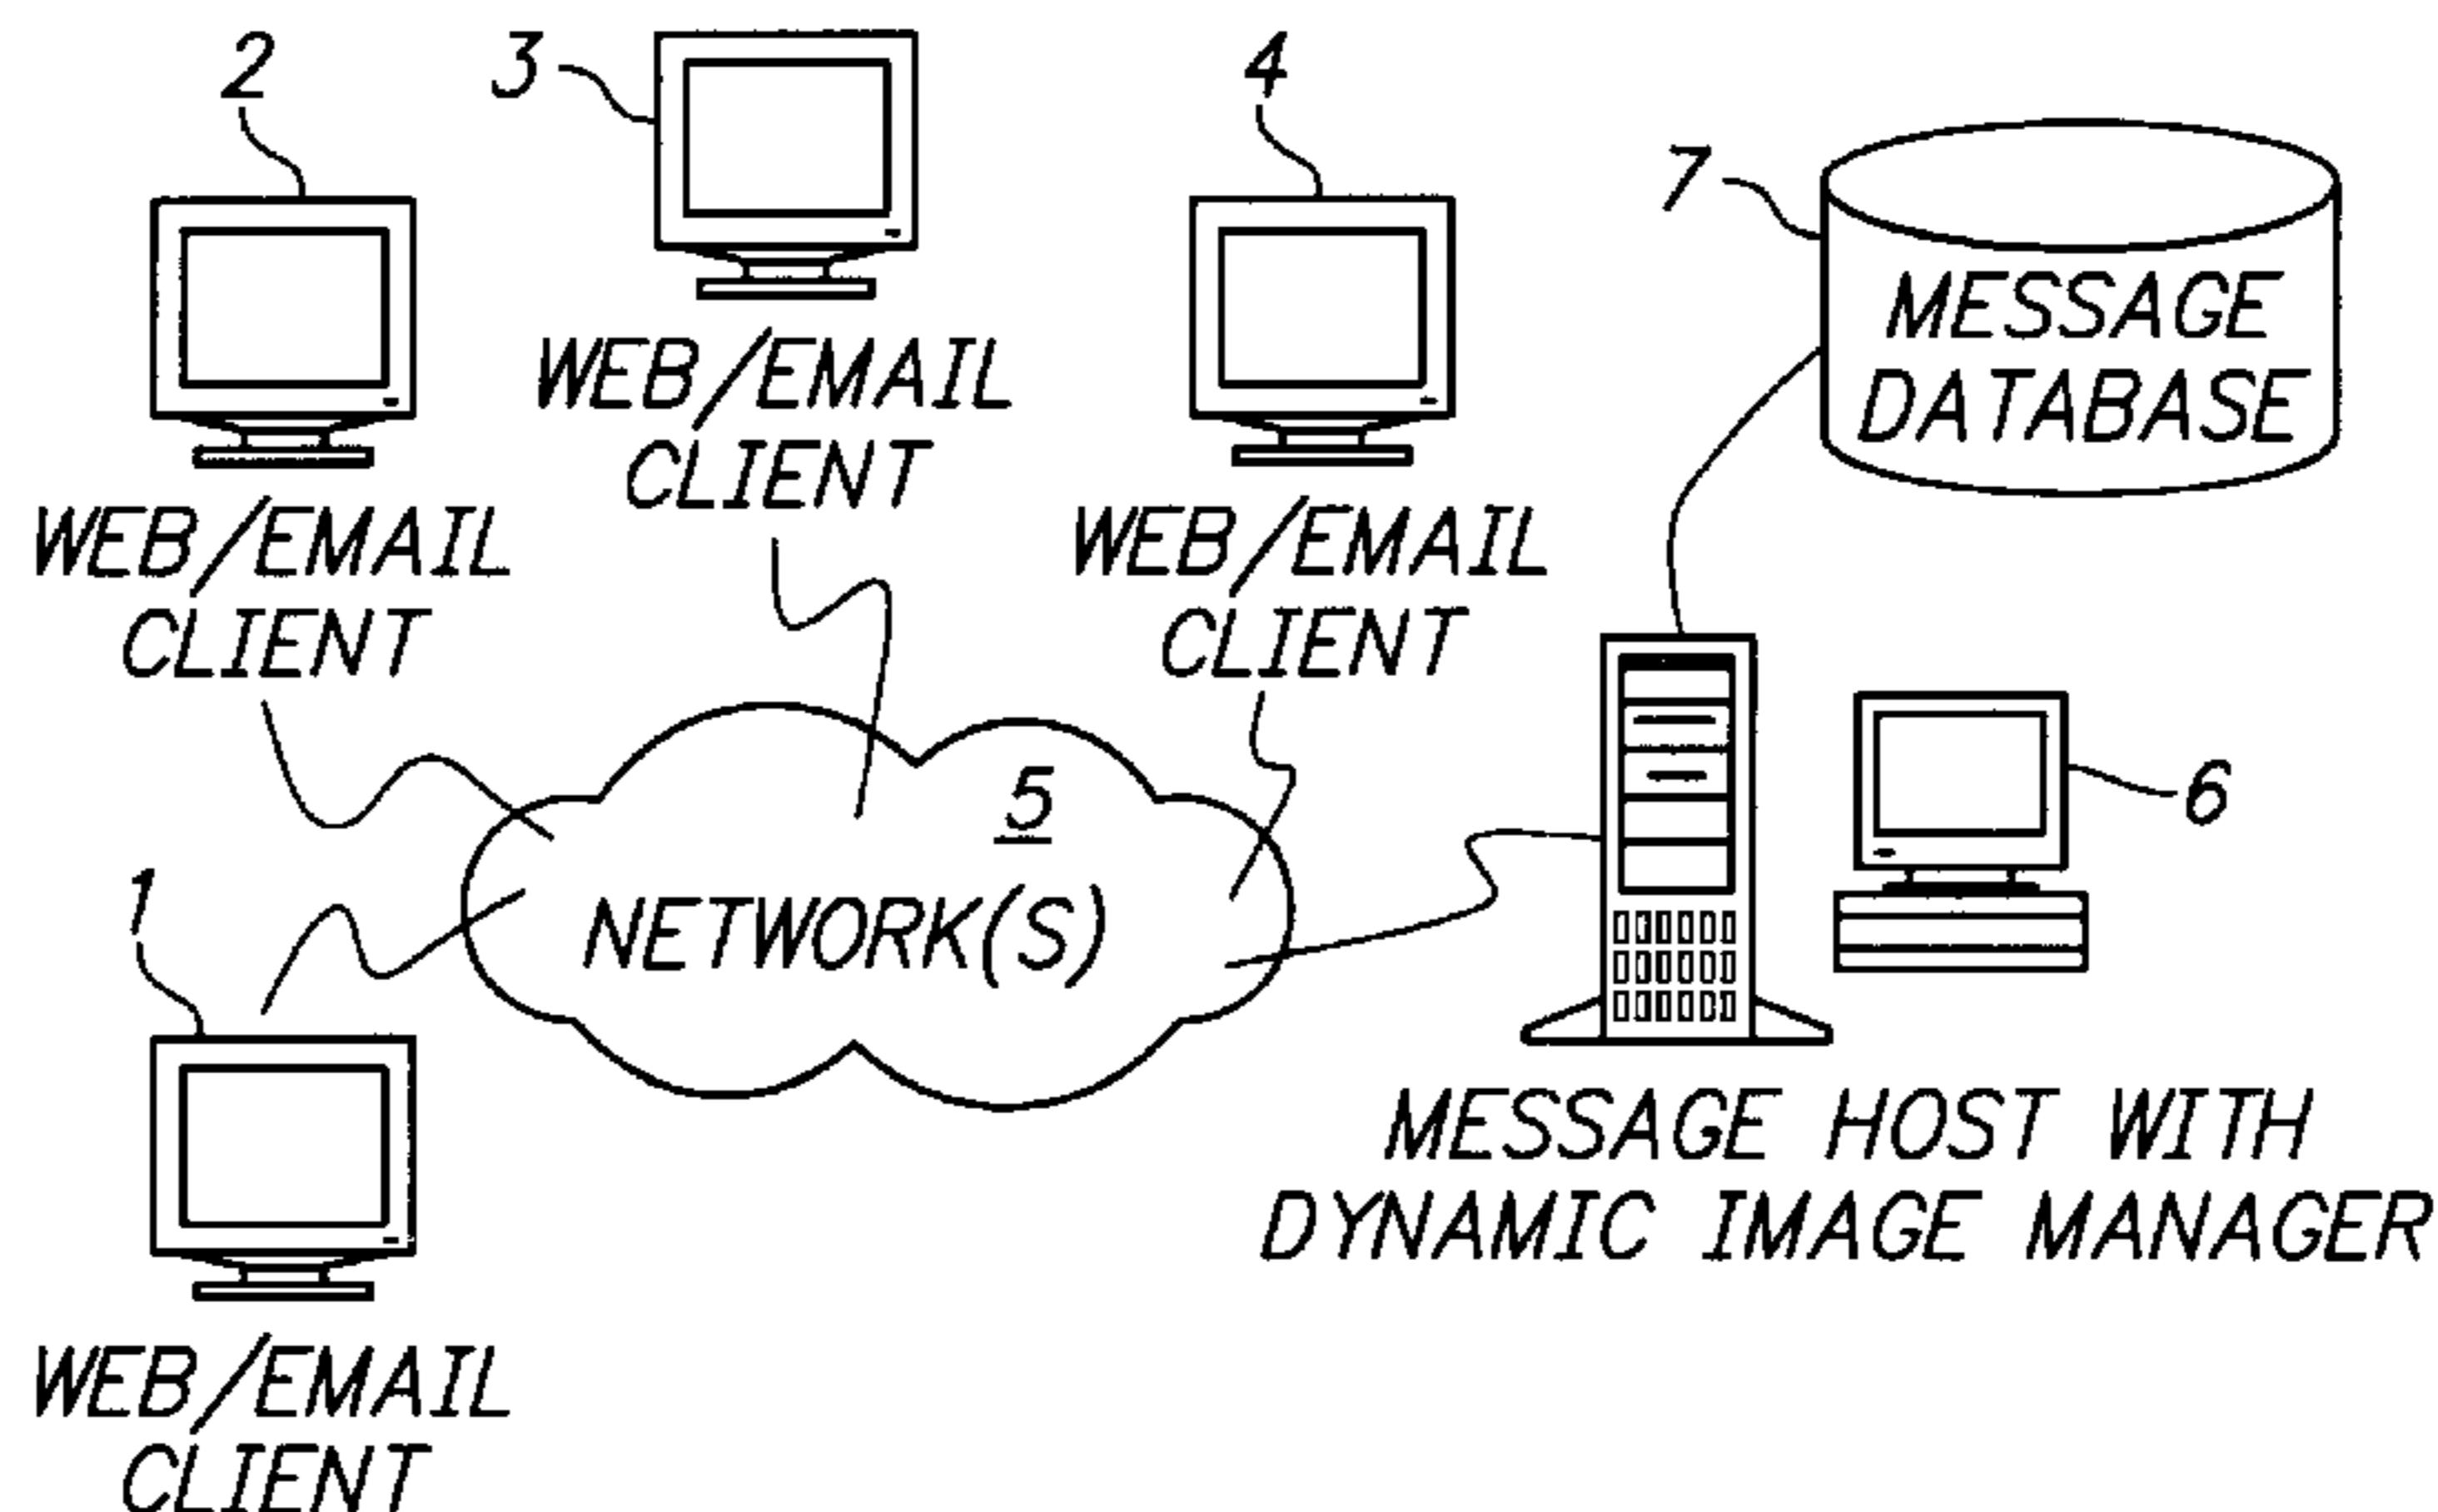 2
3
4
7
MESSAGE
DATABASE
WEB/EMAIL
CLIENT
WEB/EMAIL
CLIENT
WEB/EMAIL
CLIENT
5
NETWORK(S)
6
1
MESSAGE HOST WITH
DYNAMIC IMAGE MANAGER
WEB/EMAIL
CLIENT